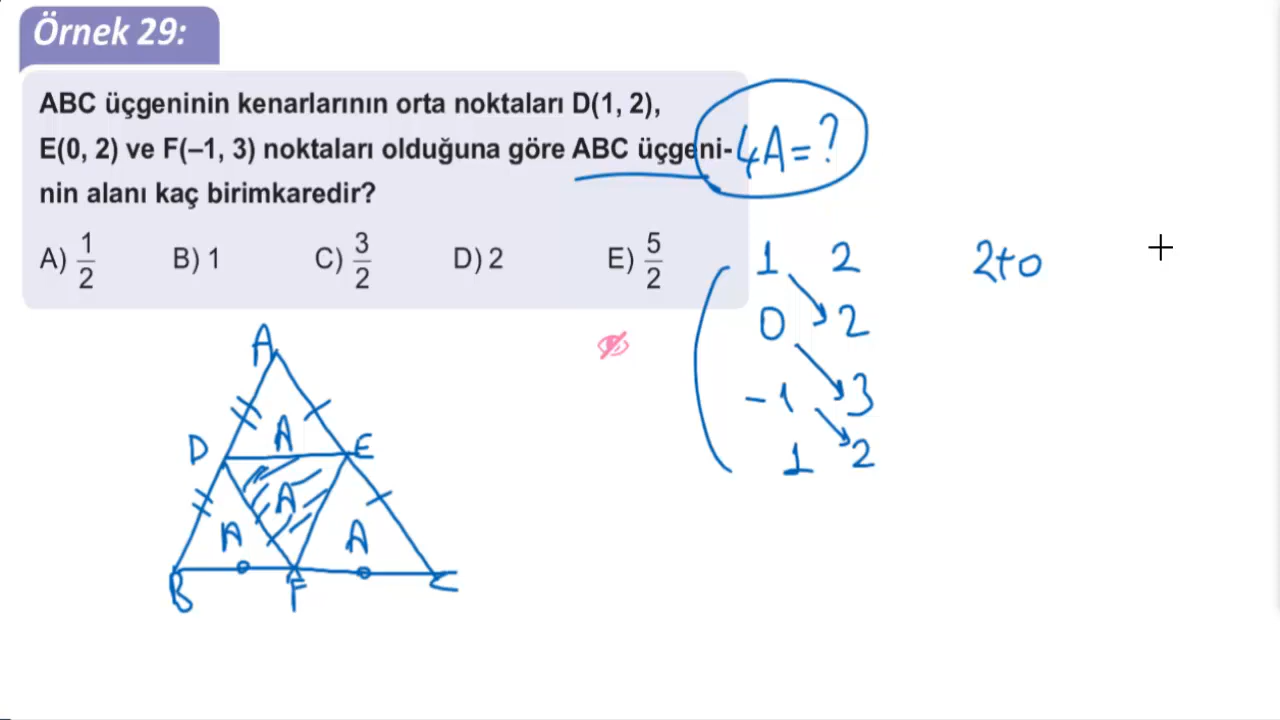 Örnek 29:
ABC üçgeninin kenarlarının orta noktaları D(1, 2),
E(0, 2) ve F(–1, 3) noktaları olduğuna göre ABC üçgeni-
nin alanı kaç birimkaredir?
A) 1/2 B) 1 C) 3/2 D) 2 E) 5/2
4A=?
1 2 2+0
0 2
-1 3
1 2
A
D A E
A
A A
B F C